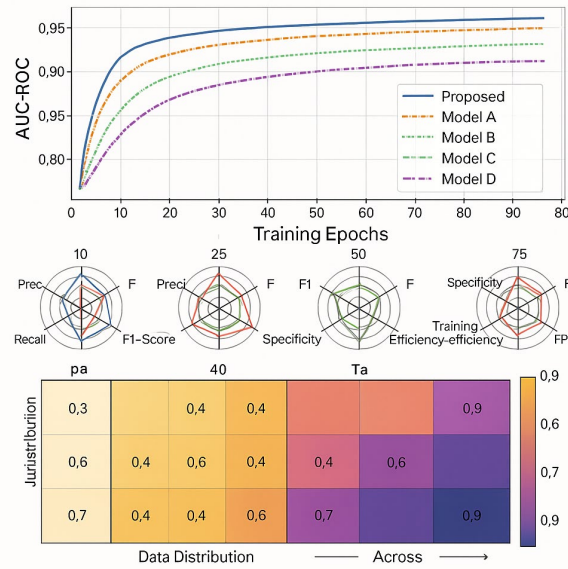 0,95
0,90
0,95
0,80
AUC-ROC
Proposed
Model A
Model B
Model C
Model D
0 10 20 30 40 50 60 70 80 90 80
Training Epochs
10 25 50 75
Prec F
Recall F1-Score
Preci F
Specificity
F1 F
Efficiency-efficiency
Specificity F
Training
FP
pa 40 Ta
0,3 0,4 0,4 0,9
0,6 0,4 0,6 0,4 0,4 0,6
0,7 0,4 0,4 0,6 0,7 0,9
Data Distribution Across
0,9
0,6
0,7
0,9